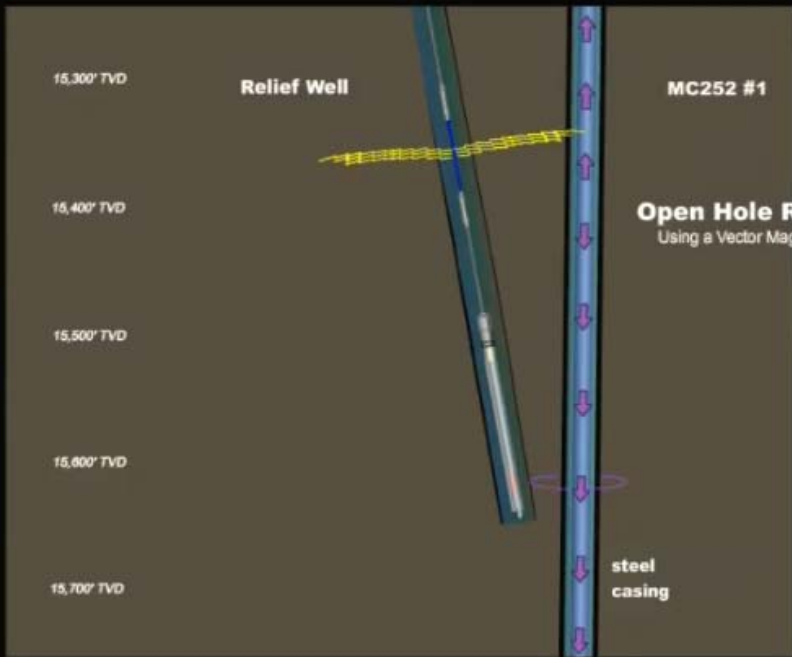 15,300' TVD
Relief Well
MC252 #1
15,400' TVD
Open Hole R
Using a Vector Mag
15,500' TVD
15,600' TVD
steel
casing
15,700' TVD